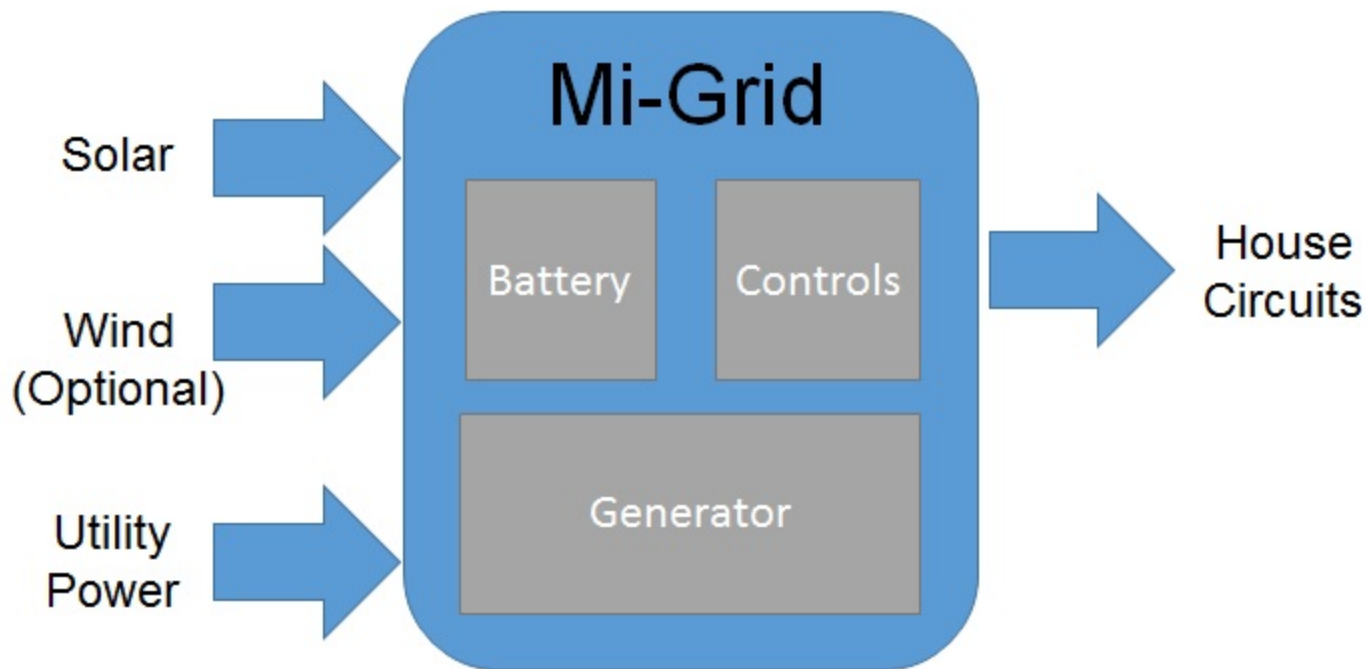 Mi-Grid
Solar
Wind
(Optional)
Utility
Power
Battery
Controls
Generator
House
Circuits